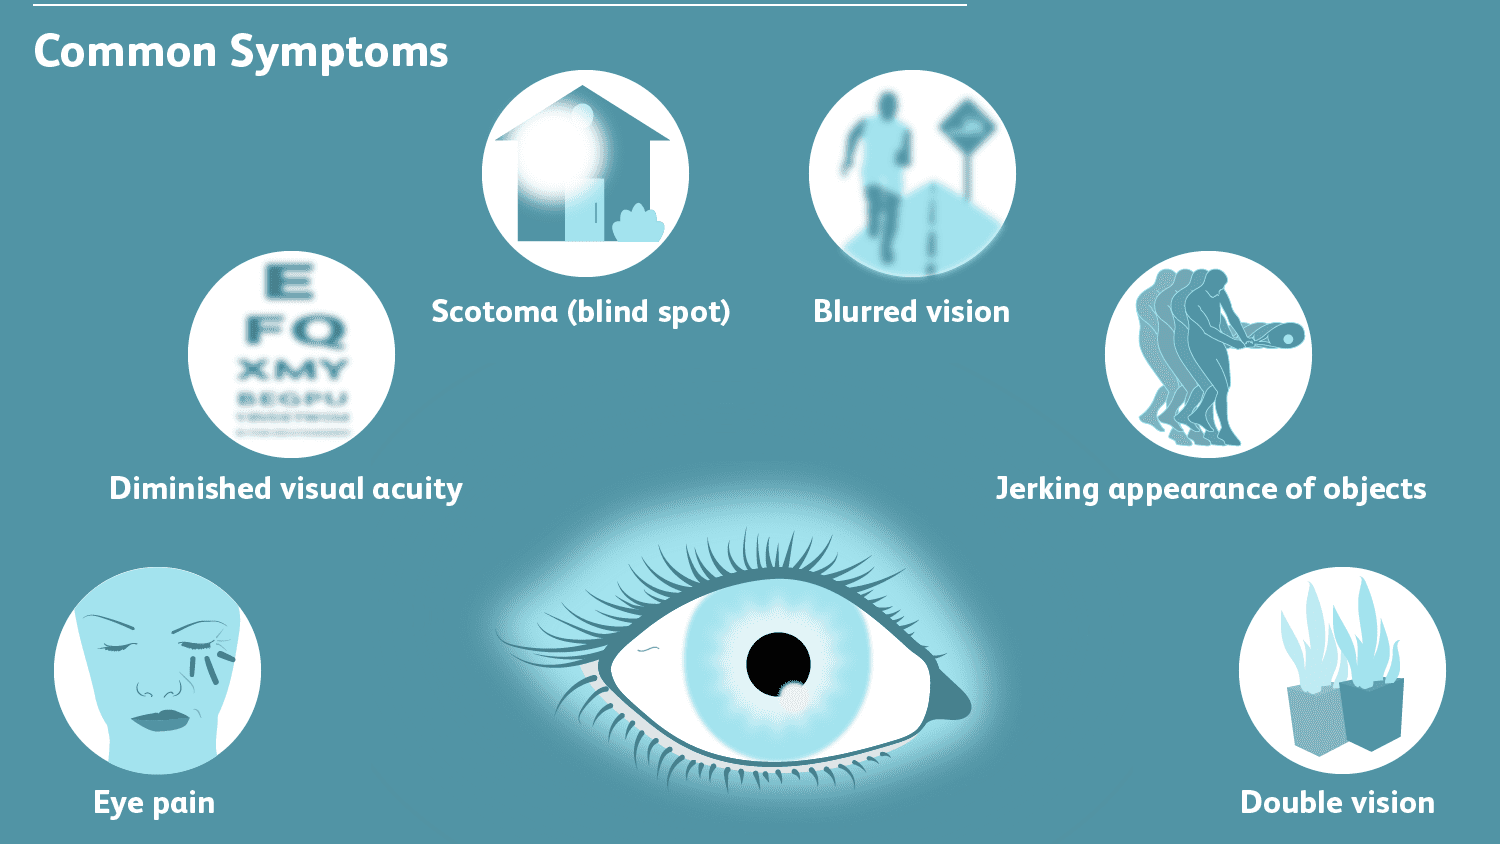 Common Symptoms
Scotoma (blind spot)
Blurred vision
E
FQ
XMY
BEGPU
Diminished visual acuity
Jerking appearance of objects
Eye pain
Double vision